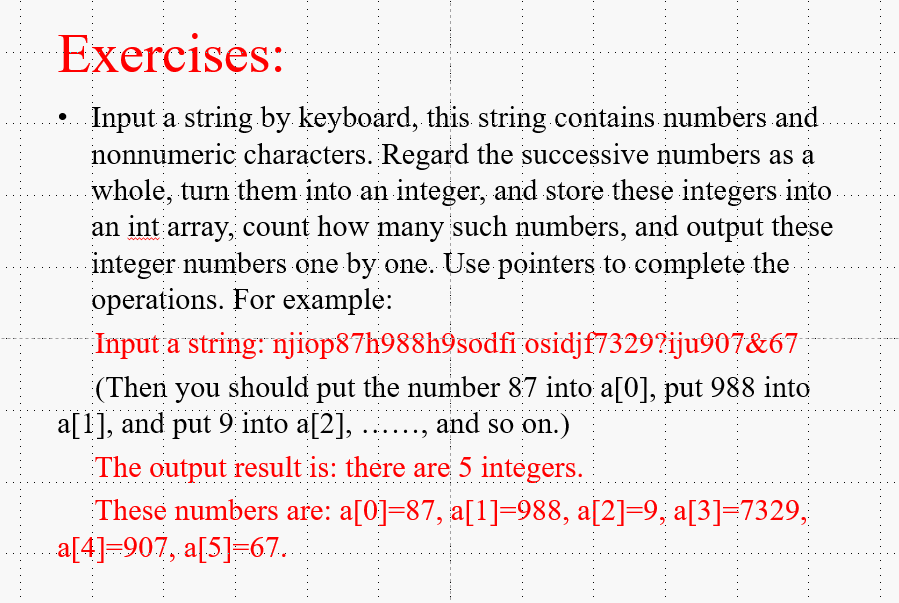 Exercises:
• Input a string by keyboard, this string contains numbers and
nonnumeric characters. Regard the successive numbers as a
whole, turn them into an integer, and store these integers into
an int array, count how many such numbers, and output these
integer numbers one by one. Use pointers to complete the
operations. For example:
Input a string: njiop87h988h9sodfi osidjf7329?iju907&67
(Then you should put the number 87 into a[0], put 988 into
a[1], and put 9 into a[2], ……, and so on.)
The output result is: there are 5 integers.
These numbers are: a[0]=87, a[1]=988, a[2]=9, a[3]=7329,
a[4]=907, a[5]=67.